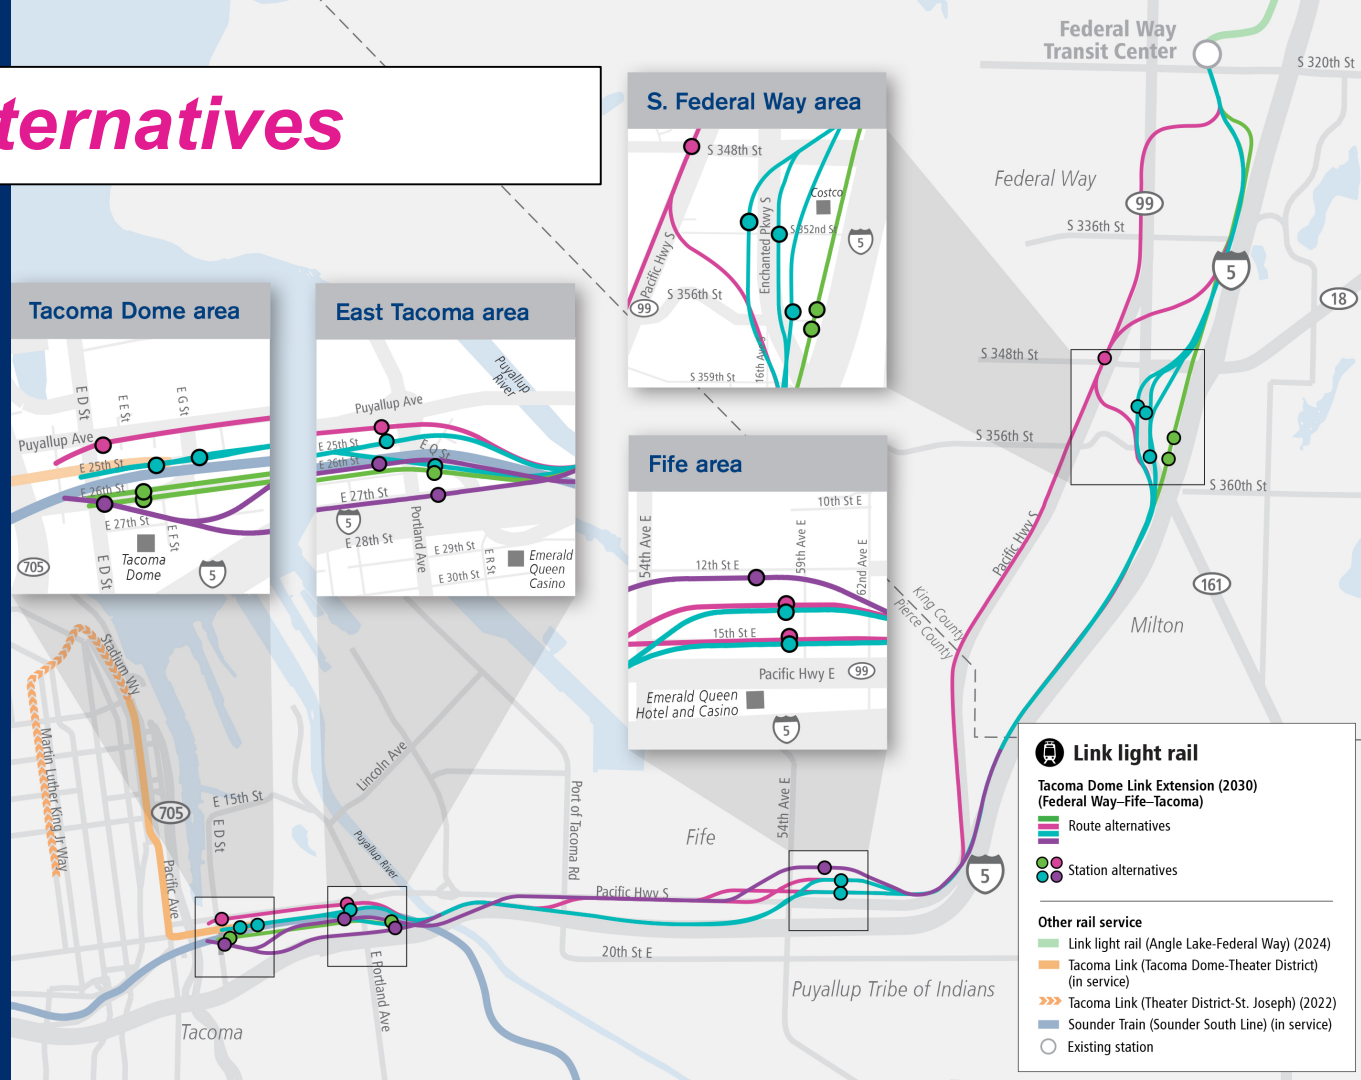 ternatives
Federal Way
Transit Center
S 320th St
Federal Way
99
S 336th St
5
18
S 348th St
S 356th St
S 360th St
Pacific Hwy S
161
King County
Pierce County
Milton
S. Federal Way area
S 348th St
Costco
Enchanted Pkwy S
S 352nd St
5
Pacific Hwy S
S 356th St
99
16th Ave
S 359th St
Tacoma Dome area
E D St
E E St
E G St
Puyallup Ave
E 25th St
E 26th St
E 27th St
E F St
E D St
Tacoma
Dome
705
5
East Tacoma area
Puyallup
River
Puyallup Ave
E 25th St
E Q St
E 26th St
E 27th St
5
Portland Ave
E 28th St
E 29th St
E R St
E 30th St
Emerald
Queen
Casino
Fife area
10th St E
54th Ave E
59th Ave E
62nd Ave E
12th St E
15th St E
Pacific Hwy E
99
Emerald Queen
Hotel and Casino
5
Stadium Wy
Martin Luther King Jr Way
705
E 15th St
E D St
Pacific Ave
Lincoln Ave
Puyallup River
Port of Tacoma Rd
Fife
54th Ave E
Pacific Hwy S
5
20th St E
E Portland Ave
Puyallup Tribe of Indians
Tacoma
Link light rail
Tacoma Dome Link Extension (2030)
(Federal Way–Fife–Tacoma)
Route alternatives
Station alternatives
Other rail service
Link light rail (Angle Lake-Federal Way) (2024)
Tacoma Link (Tacoma Dome-Theater District)
(in service)
Tacoma Link (Theater District-St. Joseph) (2022)
Sounder Train (Sounder South Line) (in service)
Existing station